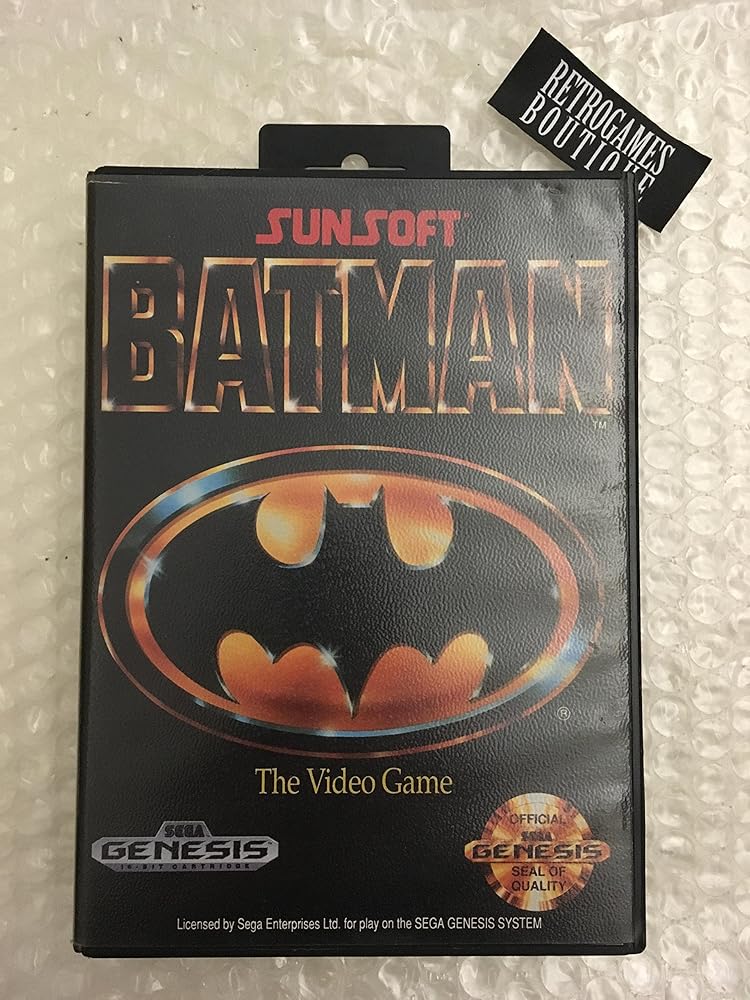 RETROGAMES
BOUTIQUE
SUNSOFT
BATMAN
TM
®
The Video Game
SEGA
GENESIS
16-BIT CARTRIDGE
OFFICIAL
SEGA
GENESIS
SEAL OF
QUALITY
Licensed by Sega Enterprises Ltd. for play on the SEGA GENESIS SYSTEM